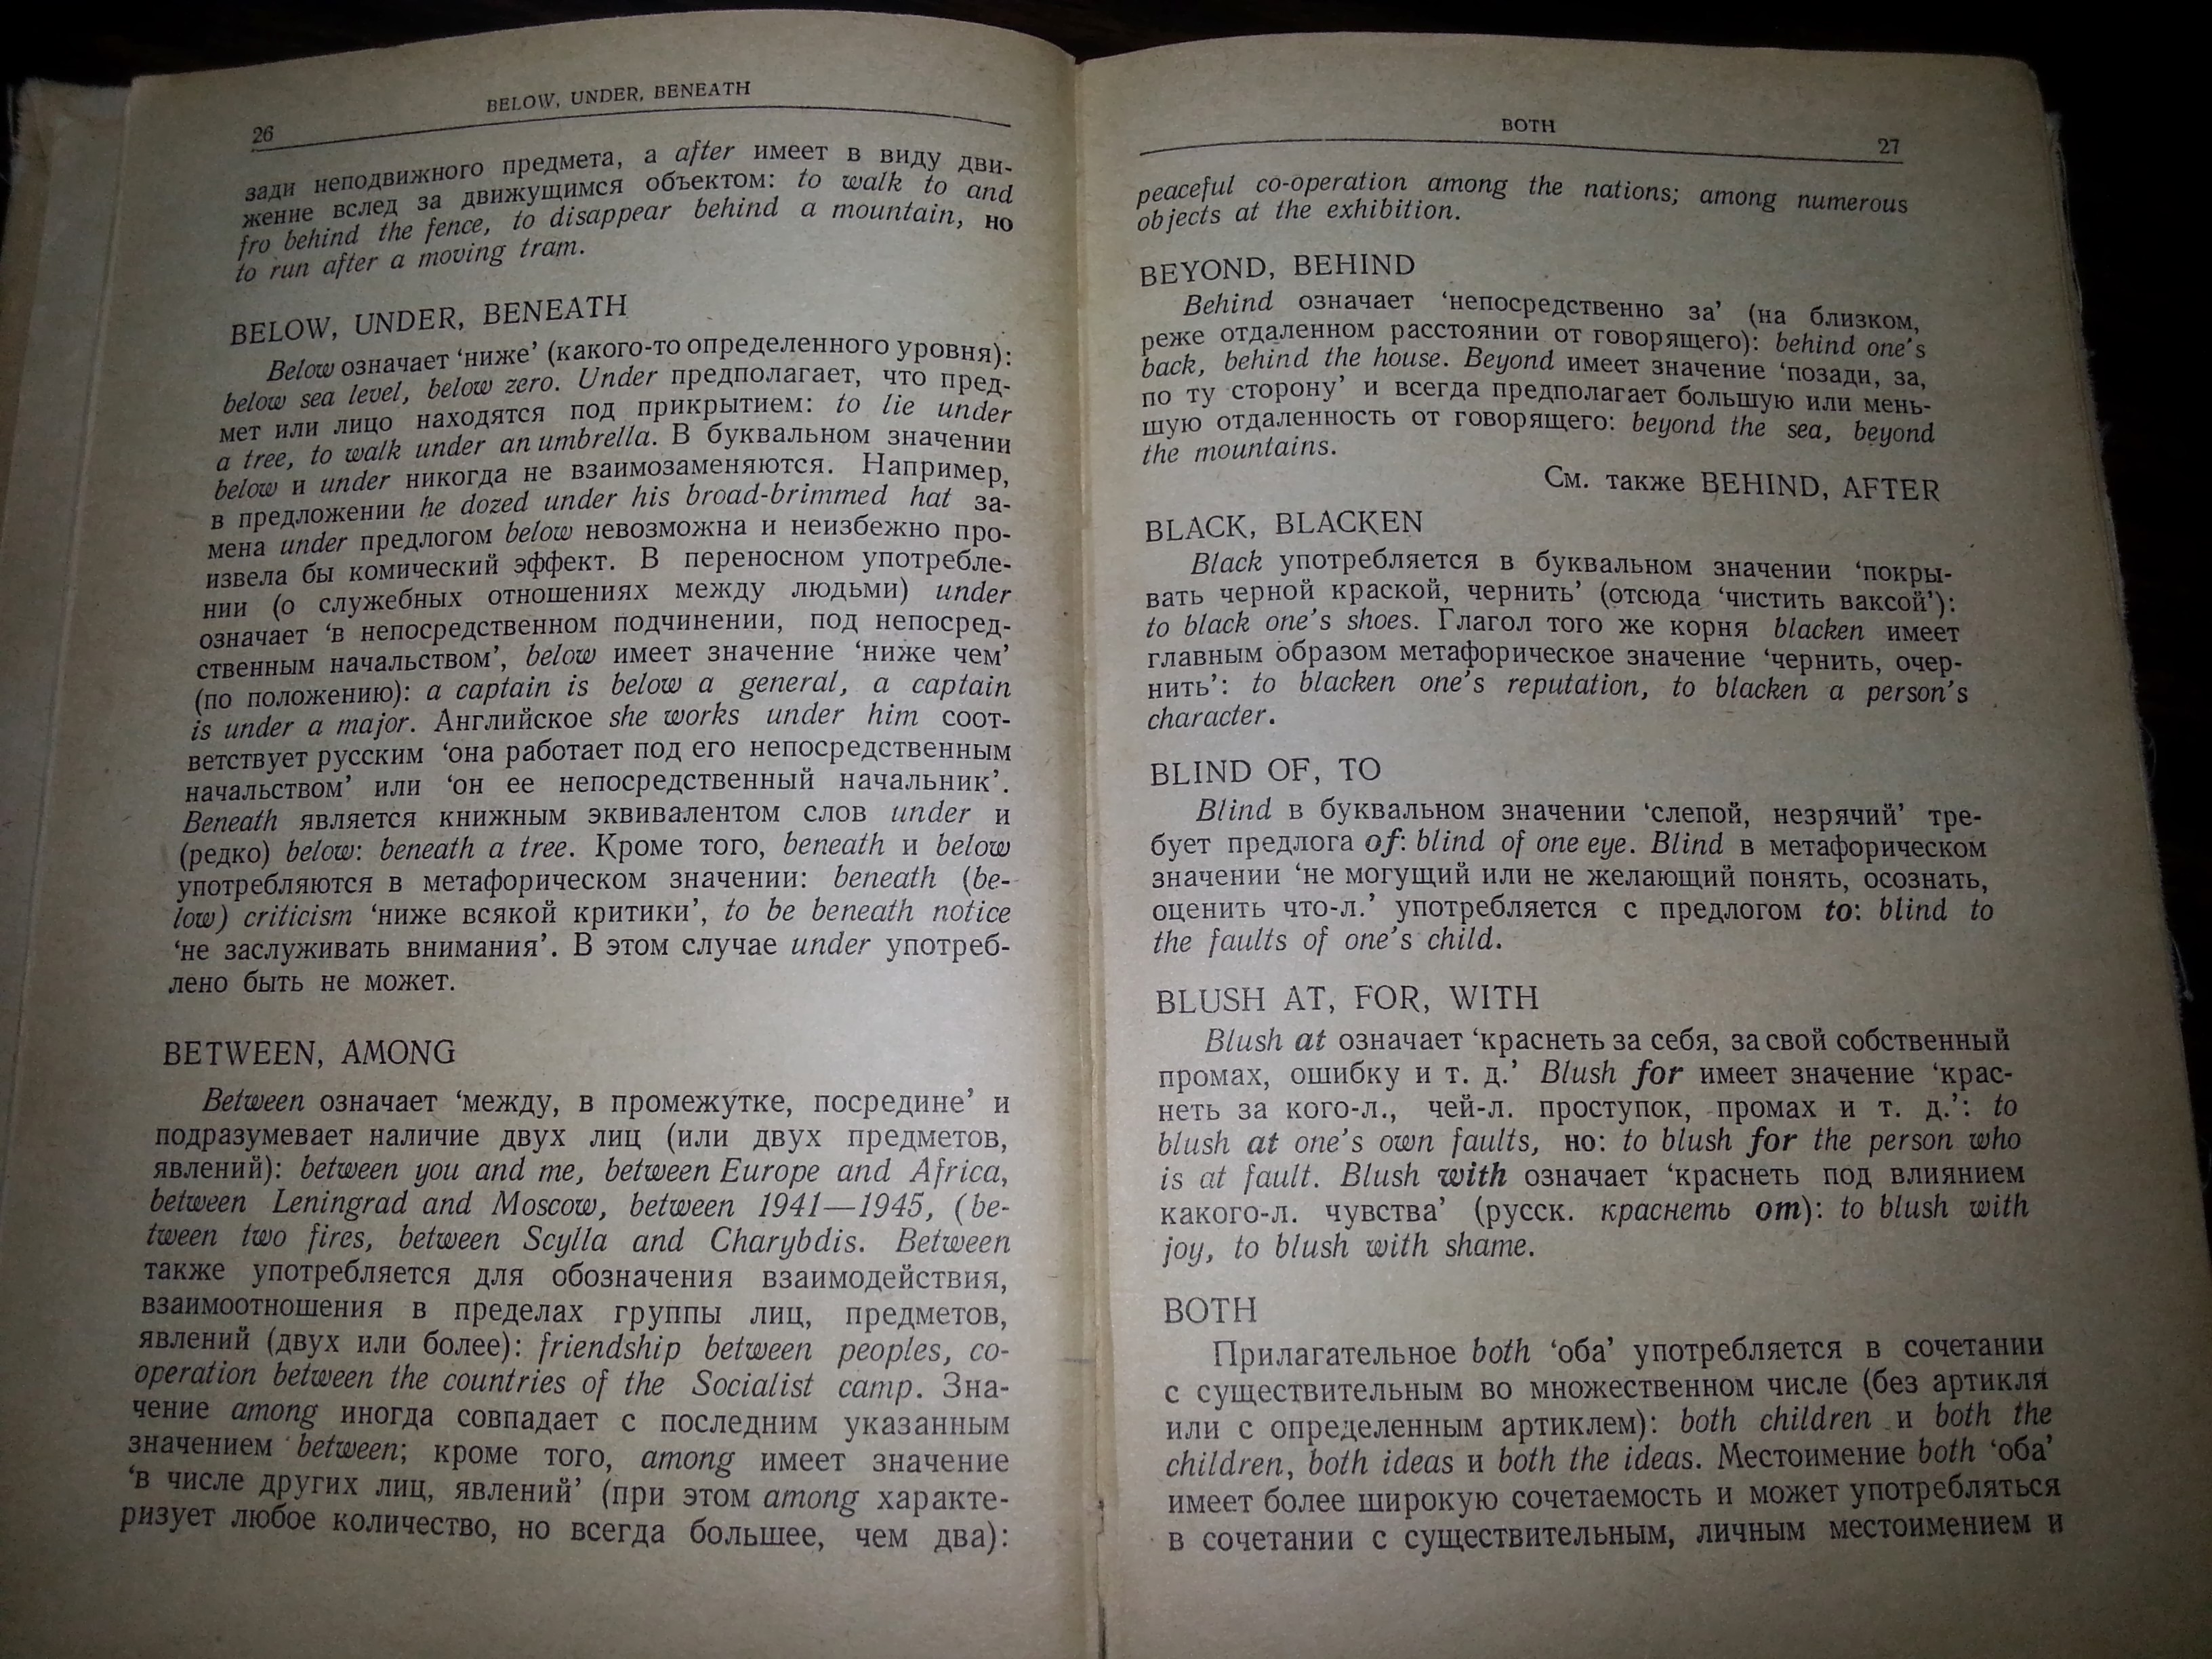 26
BELOW, UNDER, BENEATH
зади неподвижного предмета, а after имеет в виду дви-
жение вслед за движущимся объектом: to walk to and
fro behind the fence, to disappear behind a mountain, но
to run after a moving tram.
BELOW, UNDER, BENEATH
Below означает ‘ниже’ (какого-то определенного уровня):
below sea level, below zero. Under предполагает, что пред-
мет или лицо находятся под прикрытием: to lie under
a tree, to walk under an umbrella. В буквальном значении
below и under никогда не взаимозаменяются. Например,
в предложении he dozed under his broad-brimmed hat за-
мена under предлогом below невозможна и неизбежно про-
извела бы комический эффект. В переносном употребле-
нии (о служебных отношениях между людьми) under
означает ‘в непосредственном подчинении, под непосред-
ственным начальством’, below имеет значение ‘ниже чем’
(по положению): a captain is below a general, a captain
is under a major. Английское she works under him соот-
ветствует русским ‘она работает под его непосредственным
начальством’ или ‘он ее непосредственный начальник’.
Beneath является книжным эквивалентом слов under и
(редко) below: beneath a tree. Кроме того, beneath и below
употребляются в метафорическом значении: beneath (be-
low) criticism ‘ниже всякой критики’, to be beneath notice
‘не заслуживать внимания’. В этом случае under употреб-
лено быть не может.
BETWEEN, AMONG
Between означает ‘между, в промежутке, посредине’ и
подразумевает наличие двух лиц (или двух предметов,
явлений): between you and me, between Europe and Africa,
between Leningrad and Moscow, between 1941—1945, (be-
tween two fires, between Scylla and Charybdis. Between
также употребляется для обозначения взаимодействия,
взаимоотношения в пределах группы лиц, предметов,
явлений (двух или более): friendship between peoples, co-
operation between the countries of the Socialist camp. Зна-
чение among иногда совпадает с последним указанным
значением between; кроме того, among имеет значение
‘в числе других лиц, явлений’ (при этом among характе-
ризует любое количество, но всегда большее, чем два):
BOTH
27
peaceful co-operation among the nations; among numerous
objects at the exhibition.
BEYOND, BEHIND
Behind означает ‘непосредственно за’ (на близком,
реже отдаленном расстоянии от говорящего): behind one’s
back, behind the house. Beyond имеет значение ‘позади, за,
по ту сторону’ и всегда предполагает большую или мень-
шую отдаленность от говорящего: beyond the sea, beyond
the mountains.
См. также BEHIND, AFTER
BLACK, BLACKEN
Black употребляется в буквальном значении ‘покры-
вать черной краской, чернить’ (отсюда ‘чистить ваксой’):
to black one’s shoes. Глагол того же корня blacken имеет
главным образом метафорическое значение ‘чернить, очер-
нить’: to blacken one’s reputation, to blacken a person’s
character.
BLIND OF, TO
Blind в буквальном значении ‘слепой, незрячий’ тре-
бует предлога of: blind of one eye. Blind в метафорическом
значении ‘не могущий или не желающий понять, осознать,
оценить что-л.’ употребляется с предлогом to: blind to
the faults of one’s child.
BLUSH AT, FOR, WITH
Blush at означает ‘краснеть за себя, за свой собственный
промах, ошибку и т. д.’ Blush for имеет значение ‘крас-
неть за кого-л., чей-л. проступок, промах и т. д.’: to
blush at one’s own faults, но: to blush for the person who
is at fault. Blush with означает ‘краснеть под влиянием
какого-л. чувства’ (русск. краснеть от): to blush with
joy, to blush with shame.
BOTH
Прилагательное both ‘оба’ употребляется в сочетании
с существительным во множественном числе (без артикля
или с определенным артиклем): both children и both the
children, both ideas и both the ideas. Местоимение both ‘оба’
имеет более широкую сочетаемость и может употребляться
в сочетании с существительным, личным местоимением и